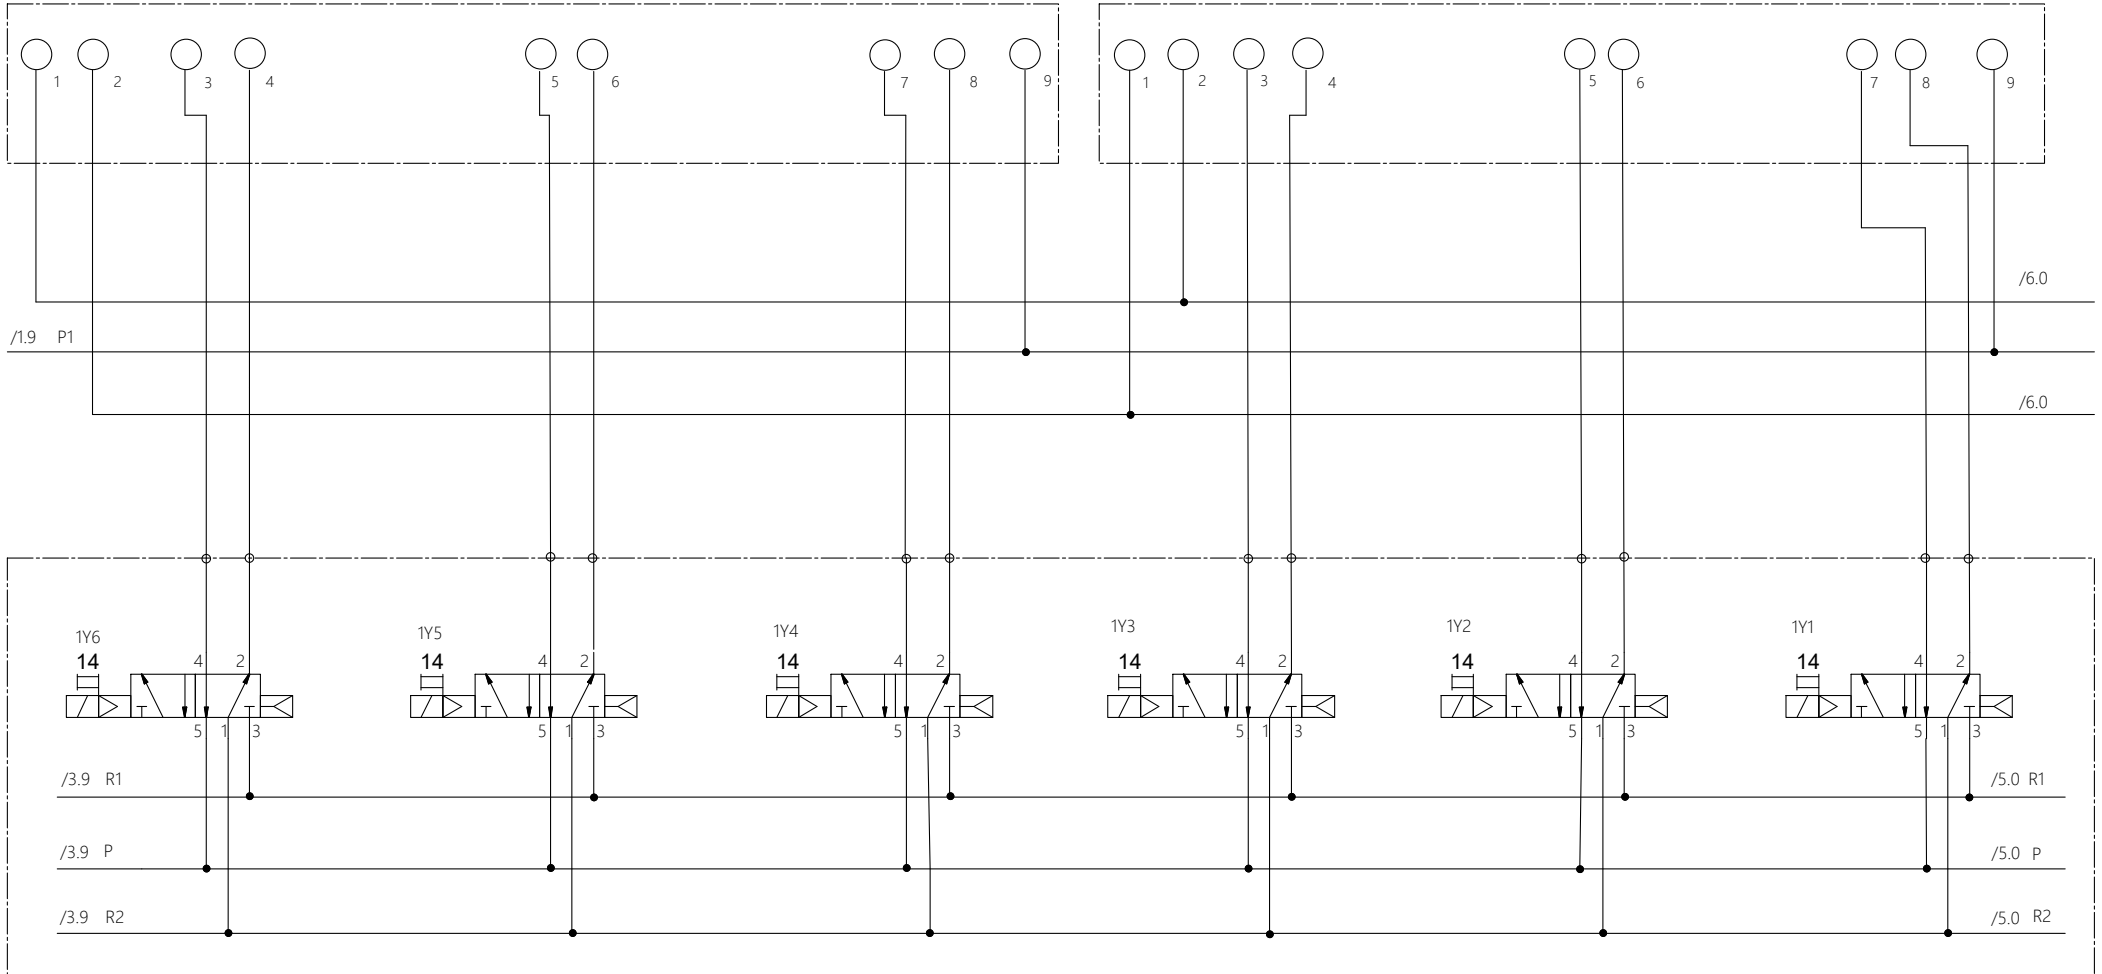 1 2 3 4 5 6 7 8 9 1 2 3 4 5 6 7 8 9
/6.0
/1.9 P1
/6.0
1Y6 1Y5 1Y4 1Y3 1Y2 1Y1
14 4 2 14 4 2 14 4 2 14 4 2 14 4 2 14 4 2
5 1 3 5 1 3 5 1 3 5 1 3 5 1 3 5 1 3
/3.9 R1 /5.0 R1
/3.9 P /5.0 P
/3.9 R2 /5.0 R2